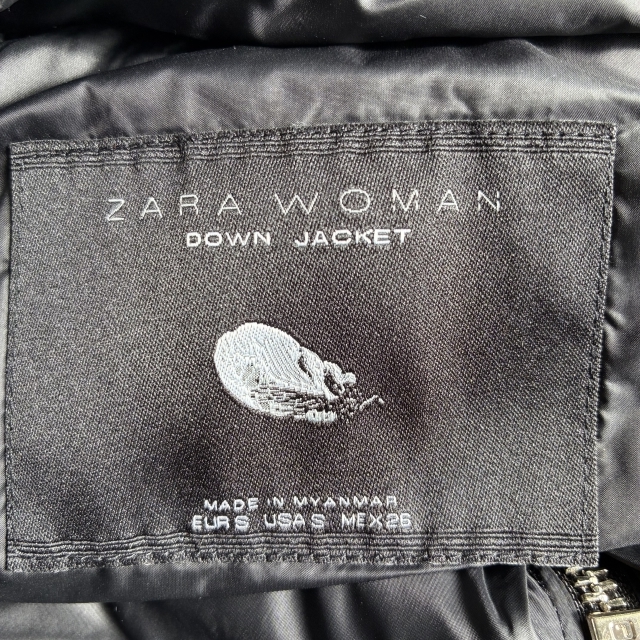 ZARA WOMAN
DOWN JACKET
MADE IN MYANMAR
EUR S USA S MEX 26